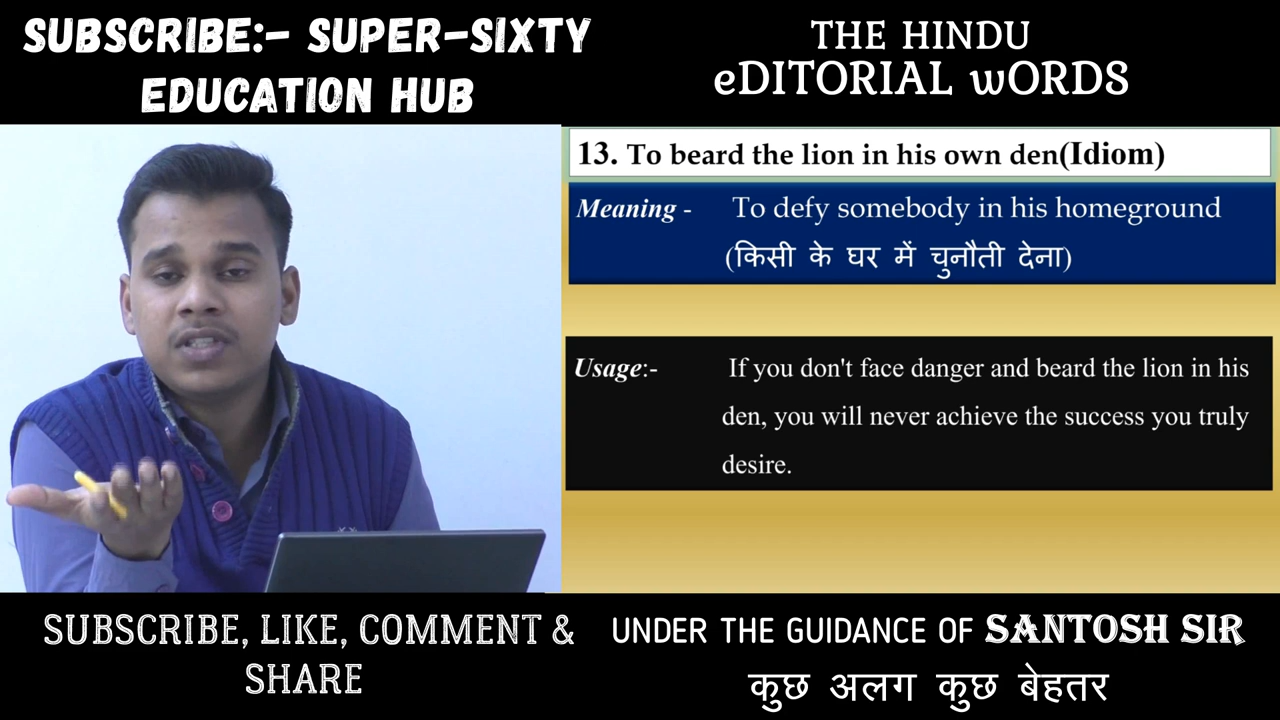 SUBSCRIBE:- SUPER-SIXTY
EDUCATION HUB
THE HINDU
eDITORIAL wORDS
13. To beard the lion in his own den(Idiom)
Meaning - To defy somebody in his homeground
(किसी के घर में चुनौती देना)
Usage:- If you don't face danger and beard the lion in his
den, you will never achieve the success you truly
desire.
SUBSCRIBE, LIKE, COMMENT &
SHARE
UNDER THE GUIDANCE OF SANTOSH SIR
कुछ अलग कुछ बेहतर